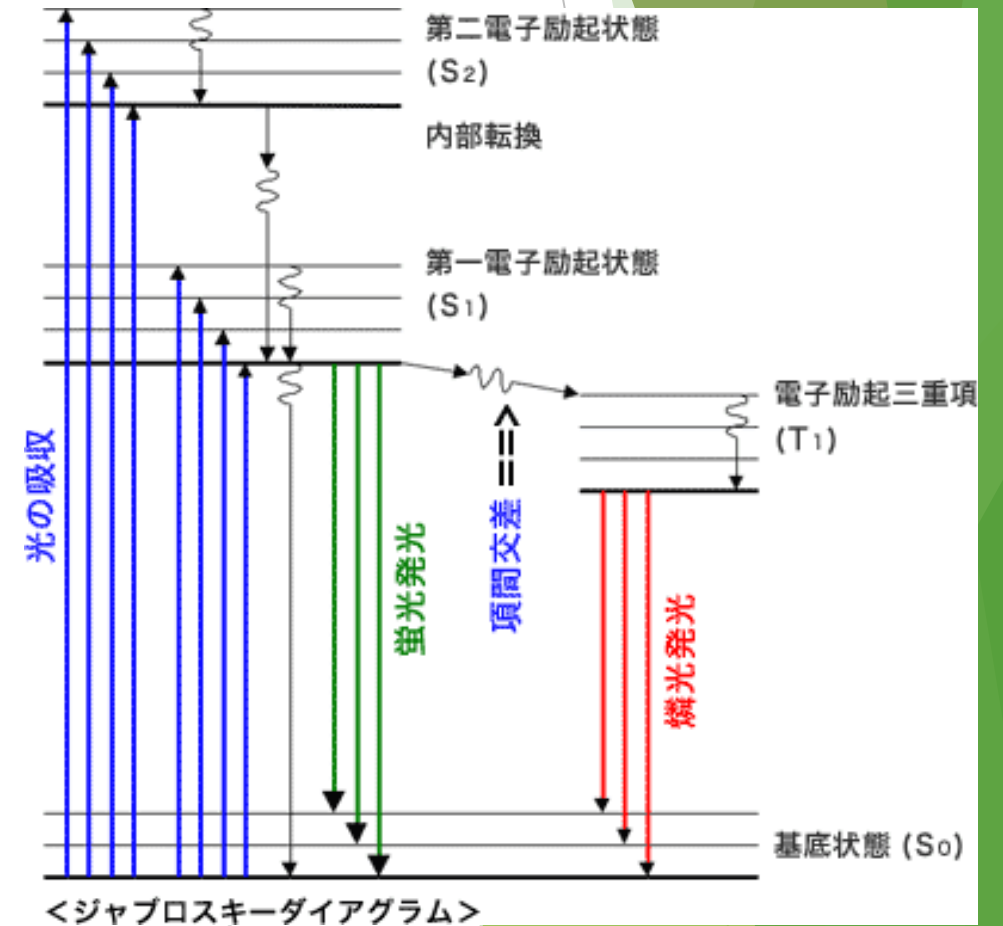 第二電子励起状態
(S2)
内部転換
第一電子励起状態
(S1)
電子励起三重項
(T1)
光の吸収
蛍光発光
項間交差
==>
燐光発光
基底状態 (S0)
＜ジャブロスキーダイアグラム＞